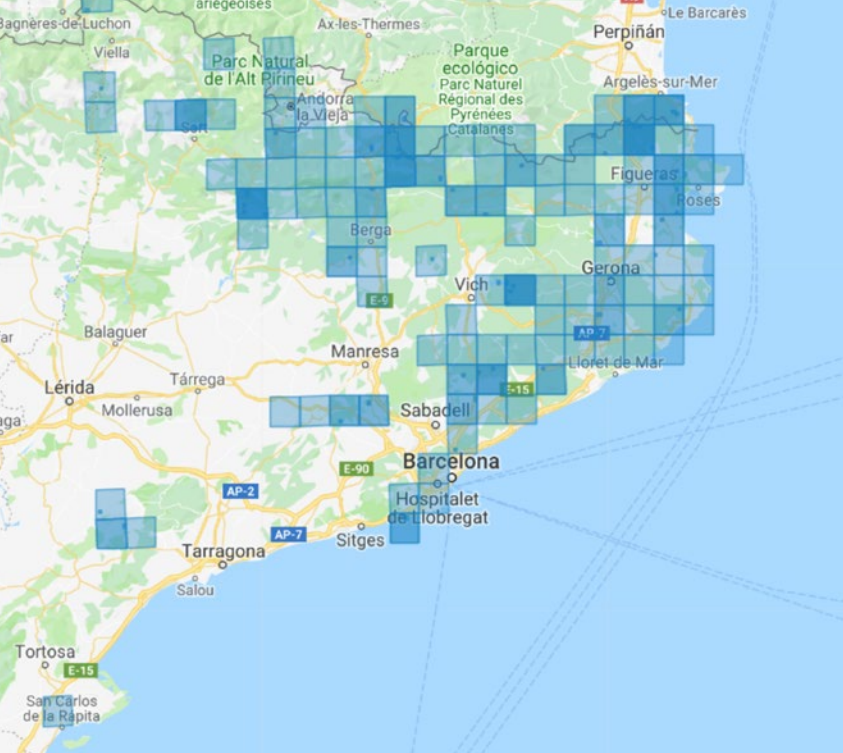 ariégeoises
Bagnères-de-Luchon
Ax-les-Thermes
Le Barcarès
Perpiñán
Viella
Parc Natural
de l'Alt Pirineu
Parque
ecológico
Parc Naturel
Régional des
Pyrénées
Catalanes
Argelès-sur-Mer
Andorra
la Vieja
Sort
Figueras
Roses
Berga
Gerona
Vich
E-9
AP-7
Balaguer
Manresa
Lloret de Mar
Lérida
Tárrega
E-15
Mollerusa
Sabadell
Barcelona
E-90
AP-2
Hospitalet
de Llobregat
AP-7
Sitges
Tarragona
Salou
Tortosa
E-15
San Carlos
de la Rápita